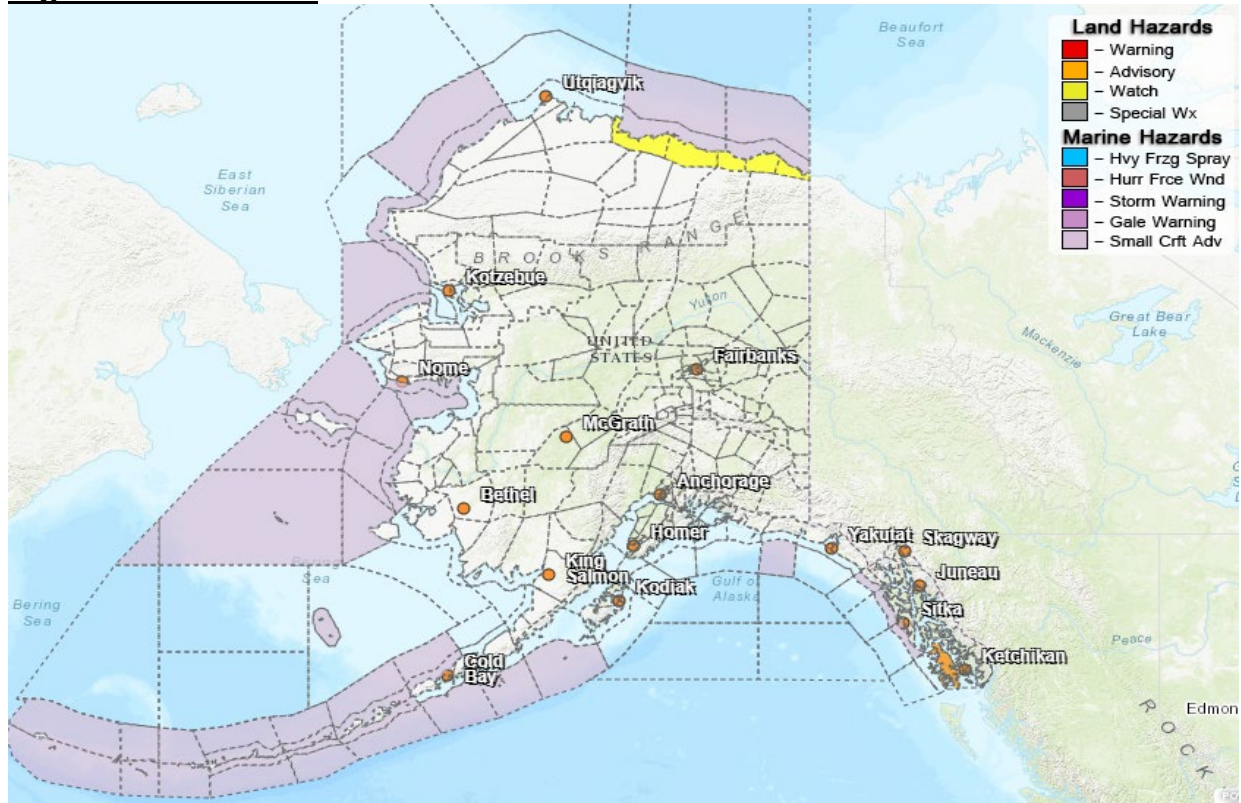 Utqiagvik
Beaufort
Sea
Land Hazards
– Warning
– Advisory
– Watch
– Special Wx
Marine Hazards
– Hvy Frzg Spray
– Hurr Frce Wnd
– Storm Warning
– Gale Warning
– Small Crft Adv
East
Siberian
Sea
BROOKS RANGE
Kotzebue
Yukon
Great Bear
Lake
Mackenzie
UNITED
STATES
Fairbanks
Nome
McGrath
Anchorage
Bethel
Homer
Yakutat
Skagway
King
Salmon
Bering
Sea
Kodiak
Gulf of
Alaska
Juneau
Sitka
Bering
Sea
Peace
Ketchikan
Cold
Bay
Edmon
ROCK